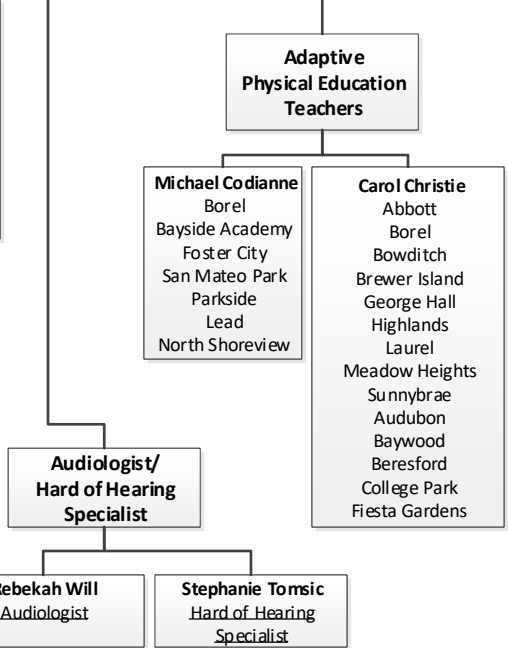 Adaptive
Physical Education
Teachers
Michael Codianne
Borel
Bayside Academy
Foster City
San Mateo Park
Parkside
Lead
North Shoreview
Carol Christie
Abbott
Borel
Bowditch
Brewer Island
George Hall
Highlands
Laurel
Meadow Heights
Sunnybrae
Audubon
Baywood
Beresford
College Park
Fiesta Gardens
Audiologist/
Hard of Hearing
Specialist
ebekah Will
Audiologist
Stephanie Tomsic
Hard of Hearing
Specialist